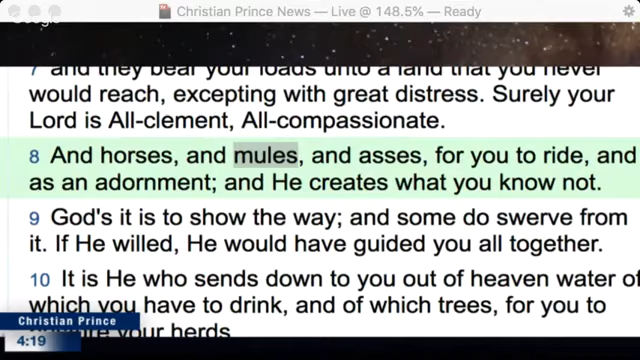 Christian Prince News — Live @ 148.5% — Ready
Google
7 and they bear your loads unto a land that you never
would reach, excepting with great distress. Surely your
Lord is All-clement, All-compassionate.
8 And horses, and mules, and asses, for you to ride, and
as an adornment; and He creates what you know not.
9 God's it is to show the way; and some do swerve from
it. If He willed, He would have guided you all together.
10 It is He who sends down to you out of heaven water of
which you have to drink, and of which trees, for you to
your herds
Christian Prince
4:19